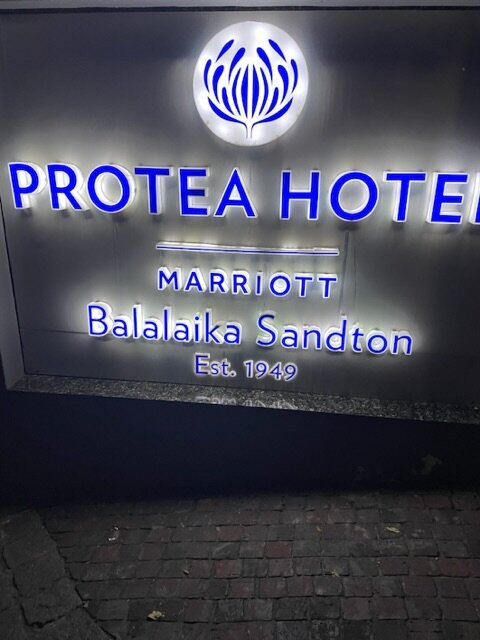 PROTEA HOTEL
MARRIOTT
Balalaika Sandton
Est. 1949